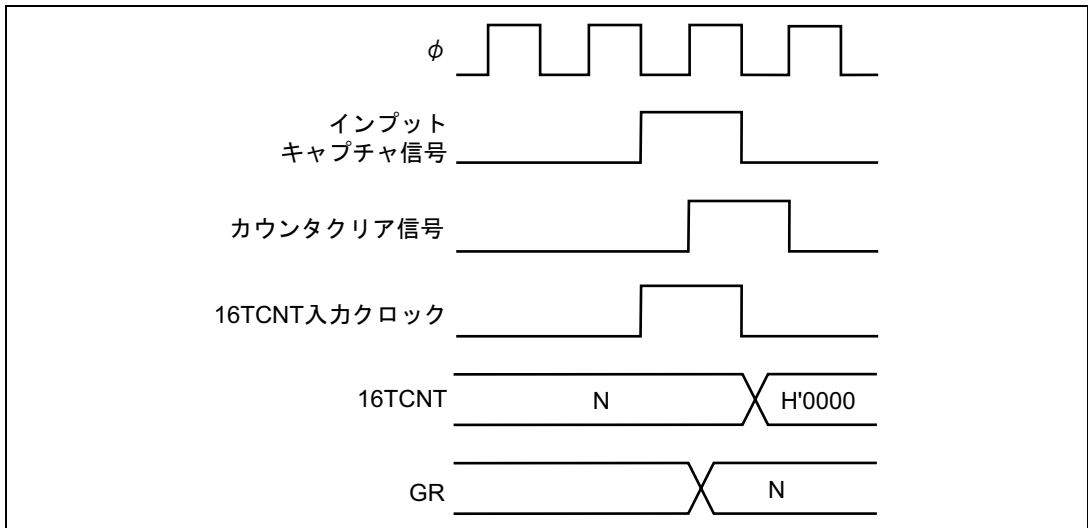 φ
インプット
キャプチャ信号
カウンタクリア信号
16TCNT入力クロック
16TCNT N H'0000
GR N